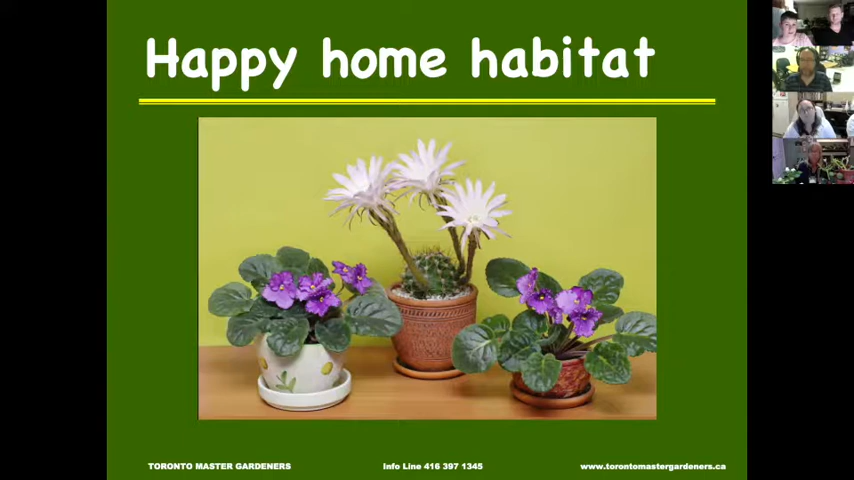 Happy home habitat
TORONTO MASTER GARDENERS Info Line 416 397 1345 www.torontomastergardeners.ca